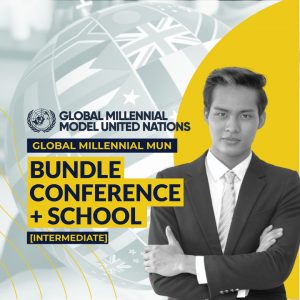 GLOBAL MILLENNIAL
MODEL UNITED NATIONS
GLOBAL MILLENNIAL MUN
BUNDLE
CONFERENCE
+ SCHOOL
[INTERMEDIATE]